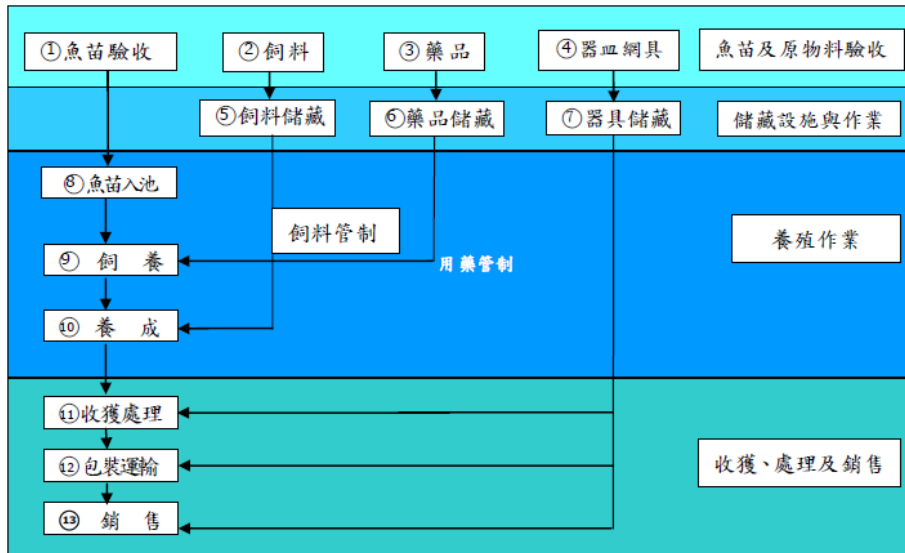 ①魚苗驗收
②飼料
③藥品
④器皿網具
魚苗及原物料驗收
⑤飼料儲藏
⑥藥品儲藏
⑦器具儲藏
儲藏設施與作業
⑧魚苗入池
飼料管制
養殖作業
⑨飼 養
用藥管制
⑩養 成
⑪收獲處理
⑫包裝運輸
收獲、處理及銷售
⑬銷 售